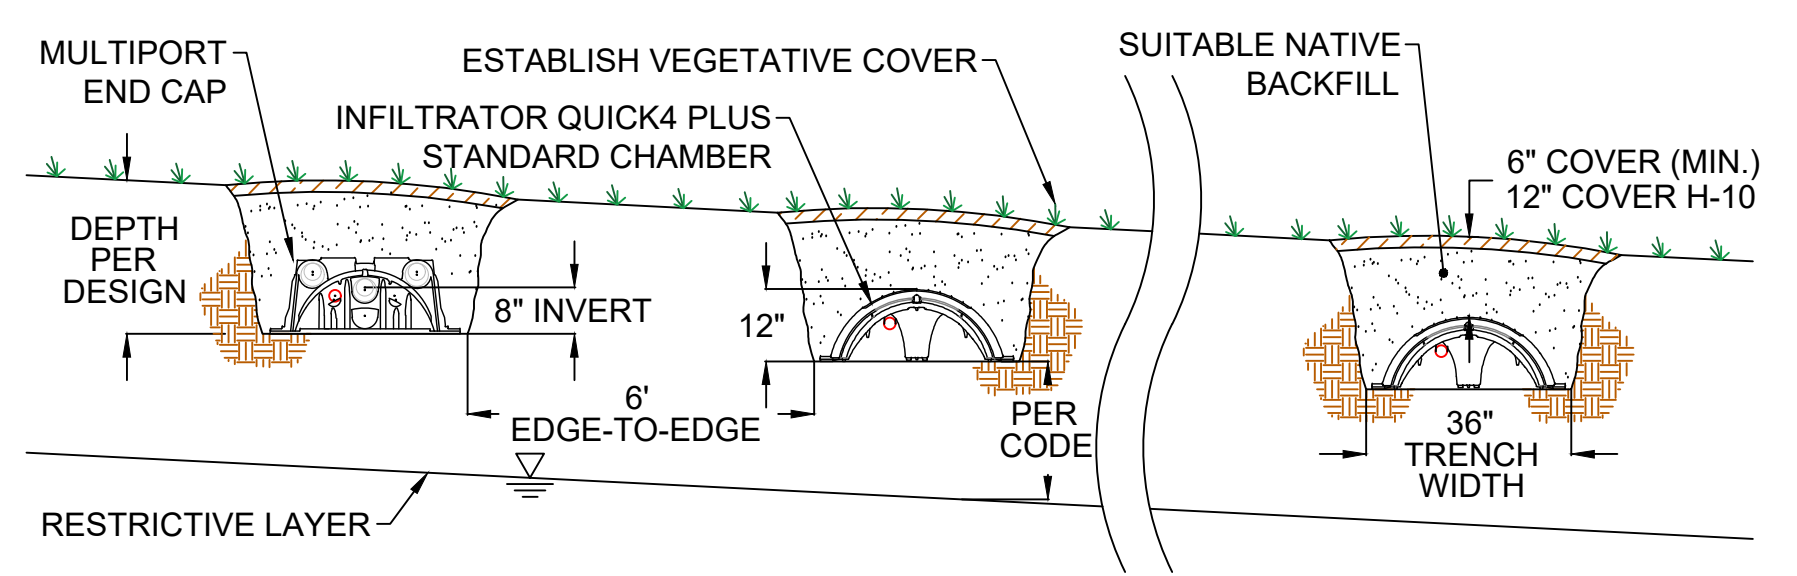 MULTIPORT
END CAP
ESTABLISH VEGETATIVE COVER
SUITABLE NATIVE
BACKFILL
INFILTRATOR QUICK4 PLUS
STANDARD CHAMBER
6" COVER (MIN.)
12" COVER H-10
DEPTH
PER
DESIGN
8" INVERT
12"
6'
EDGE-TO-EDGE
PER
CODE
36"
TRENCH
WIDTH
RESTRICTIVE LAYER